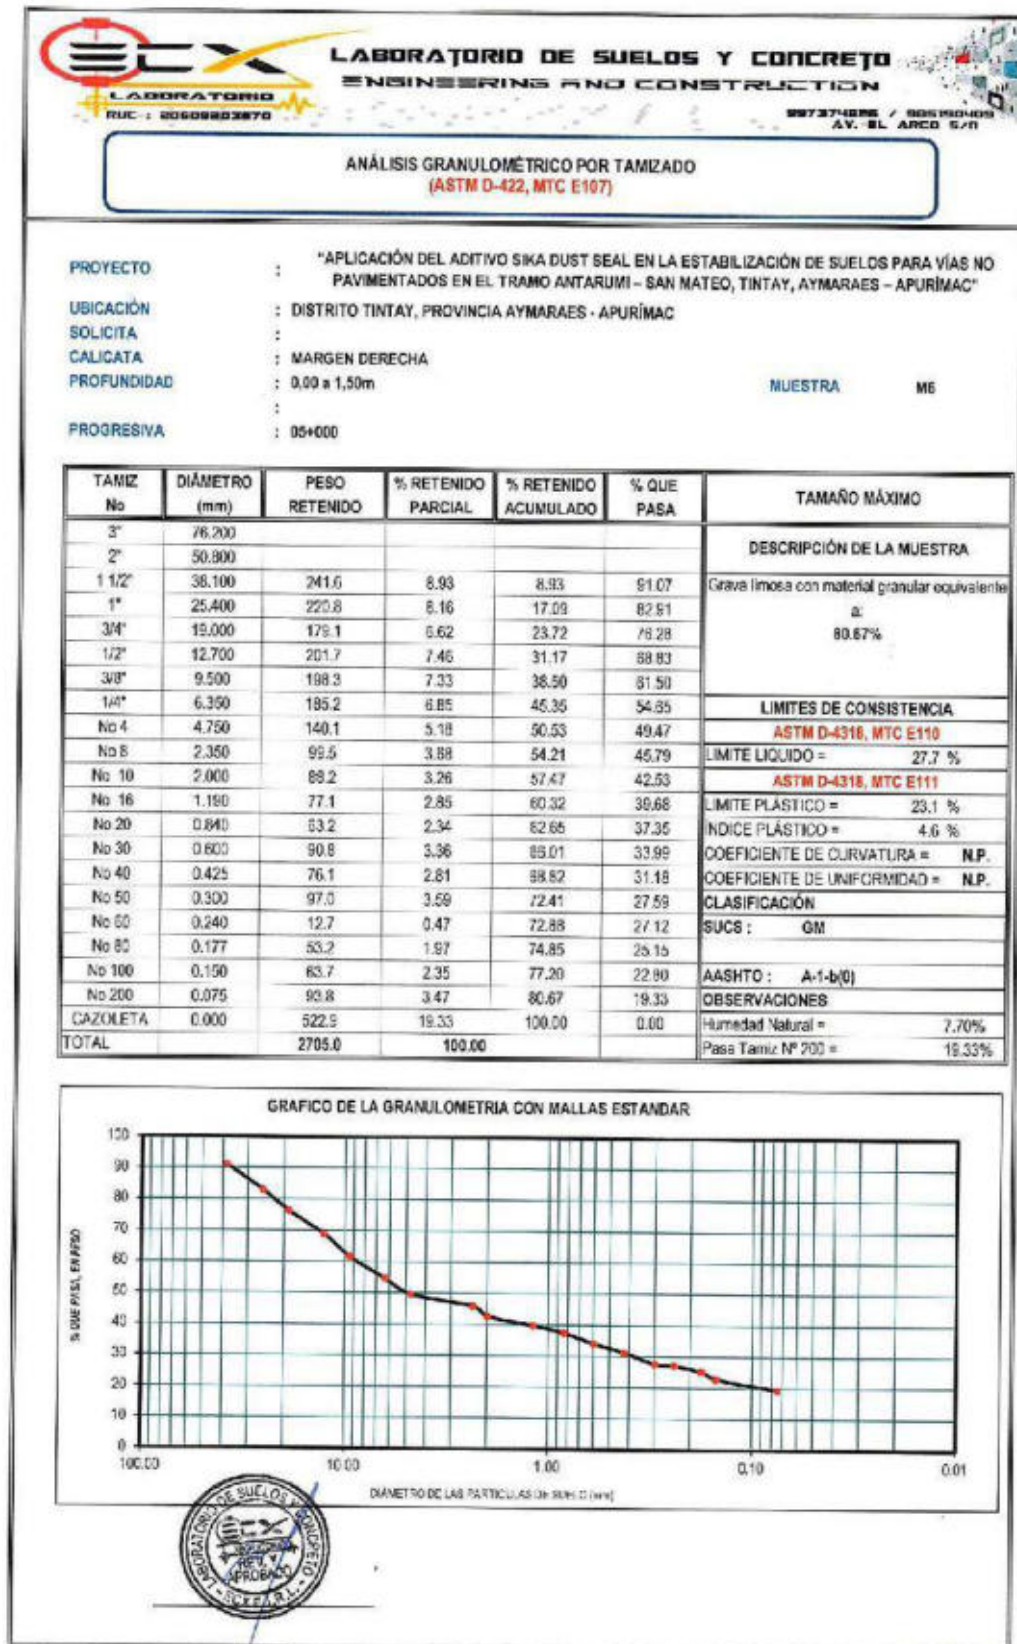 ECX
LABORATORIO
RUC : 20609203870
LABORATORIO DE SUELOS Y CONCRETO
ENGINEERING AND CONSTRUCTION
AV. EL ARCO S/N
ANÁLISIS GRANULOMÉTRICO POR TAMIZADO
(ASTM D-422, MTC E107)
PROYECTO : "APLICACIÓN DEL ADITIVO SIKA DUST SEAL EN LA ESTABILIZACIÓN DE SUELOS PARA VÍAS NO
PAVIMENTADOS EN EL TRAMO ANTARUMI – SAN MATEO, TINTAY, AYMARAES – APURÍMAC"
UBICACIÓN : DISTRITO TINTAY, PROVINCIA AYMARAES - APURÍMAC
SOLICITA :
CALICATA : MARGEN DERECHA
PROFUNDIDAD : 0,00 a 1,50m MUESTRA M6
:
PROGRESIVA : 05+000
TAMIZ No DIÁMETRO (mm) PESO RETENIDO % RETENIDO PARCIAL % RETENIDO ACUMULADO % QUE PASA TAMAÑO MÁXIMO
3" 76.200
2" 50.800 DESCRIPCIÓN DE LA MUESTRA
1 1/2" 38.100 241.6 8.93 8.93 91.07 Grava limosa con material granular equivalente
1" 25.400 220.8 8.16 17.09 82.91 a:
3/4" 19.000 179.1 6.62 23.72 76.28 80.67%
1/2" 12.700 201.7 7.46 31.17 68.83
3/8" 9.500 198.3 7.33 38.50 61.50
1/4" 6.350 185.2 6.85 45.35 54.65 LIMITES DE CONSISTENCIA
No 4 4.750 140.1 5.18 50.53 49.47 ASTM D-4318, MTC E110
No 8 2.350 99.5 3.68 54.21 45.79 LIMITE LIQUIDO = 27.7 %
No 10 2.000 88.2 3.26 57.47 42.53 ASTM D-4318, MTC E111
No 16 1.190 77.1 2.85 60.32 39.68 LIMITE PLÁSTICO = 23.1 %
No 20 0.840 63.2 2.34 62.65 37.35 INDICE PLÁSTICO = 4.6 %
No 30 0.600 90.8 3.36 66.01 33.99 COEFICIENTE DE CURVATURA = N.P.
No 40 0.425 76.1 2.81 68.82 31.18 COEFICIENTE DE UNIFORMIDAD = N.P.
No 50 0.300 97.0 3.59 72.41 27.59 CLASIFICACIÓN
No 60 0.240 12.7 0.47 72.88 27.12 SUCS : GM
No 80 0.177 53.2 1.97 74.85 25.15
No 100 0.150 63.7 2.35 77.20 22.80 AASHTO : A-1-b(0)
No 200 0.075 93.8 3.47 80.67 19.33 OBSERVACIONES
CAZOLETA 0.000 522.9 19.33 100.00 0.00 Humedad Natural = 7.70%
TOTAL 2705.0 100.00 Pasa Tamiz Nº 200 = 19.33%
GRAFICO DE LA GRANULOMETRIA CON MALLAS ESTANDAR
% QUE PASA, EN PESO
100
90
80
70
60
50
40
30
20
10
0
100.00 10.00 1.00 0.10 0.01
DIÁMETRO DE LAS PARTICULAS DE SUELO (mm)
LABORATORIO DE SUELOS Y CONCRETO
ECX
APROBADO